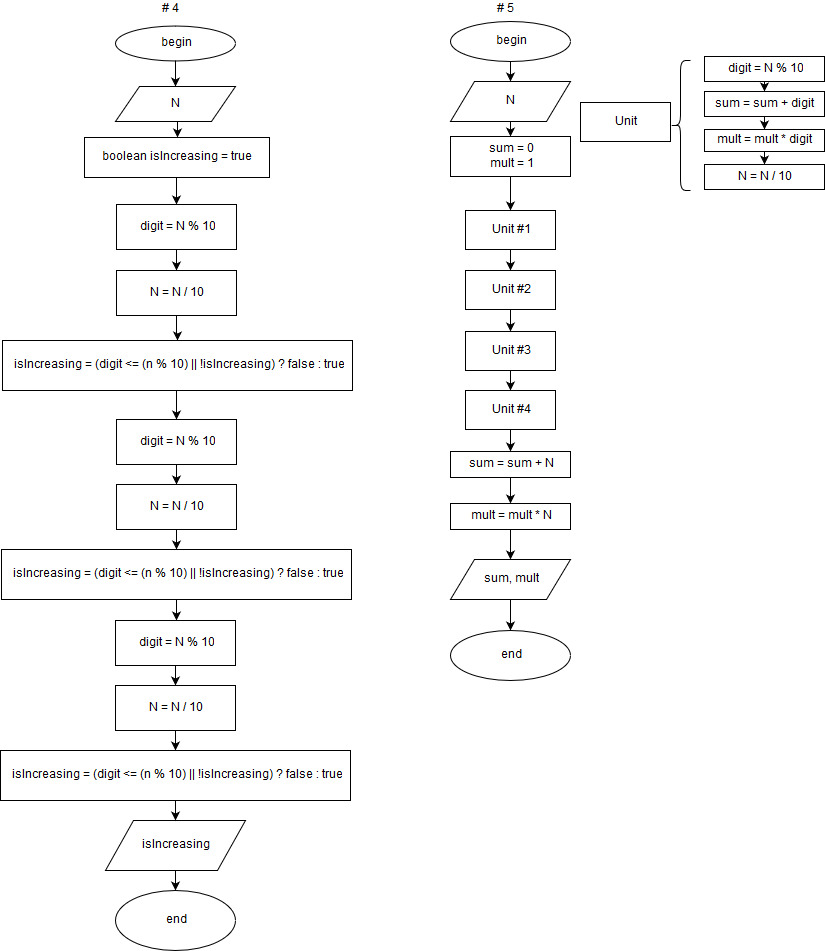 # 4
begin
N
boolean isIncreasing = true
digit = N % 10
N = N / 10
isIncreasing = (digit <= (n % 10) || !isIncreasing) ? false : true
digit = N % 10
N = N / 10
isIncreasing = (digit <= (n % 10) || !isIncreasing) ? false : true
digit = N % 10
N = N / 10
isIncreasing = (digit <= (n % 10) || !isIncreasing) ? false : true
isIncreasing
end
# 5
begin
N
sum = 0
mult = 1
Unit #1
Unit #2
Unit #3
Unit #4
sum = sum + N
mult = mult * N
sum, mult
end
Unit
digit = N % 10
sum = sum + digit
mult = mult * digit
N = N / 10